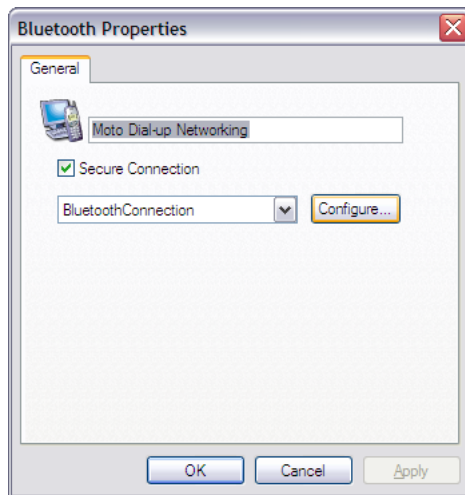 Bluetooth Properties
General
Moto Dial-up Networking
Secure Connection
BluetoothConnection
Configure...
OK Cancel Apply